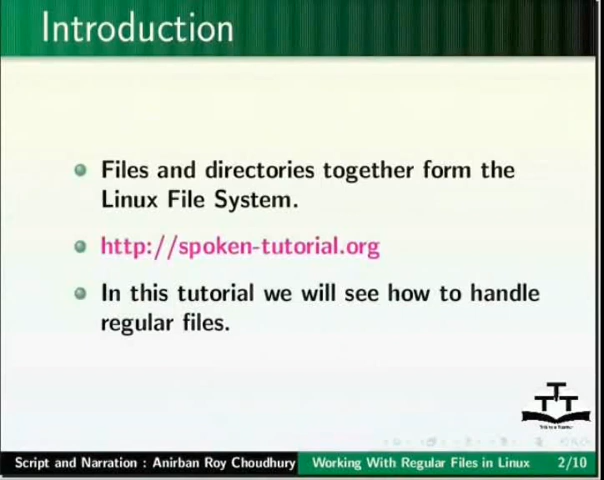 Introduction
Files and directories together form the
Linux File System.
http://spoken-tutorial.org
In this tutorial we will see how to handle
regular files.
TTT
Script and Narration : Anirban Roy Choudhury
Working With Regular Files in Linux
2/10